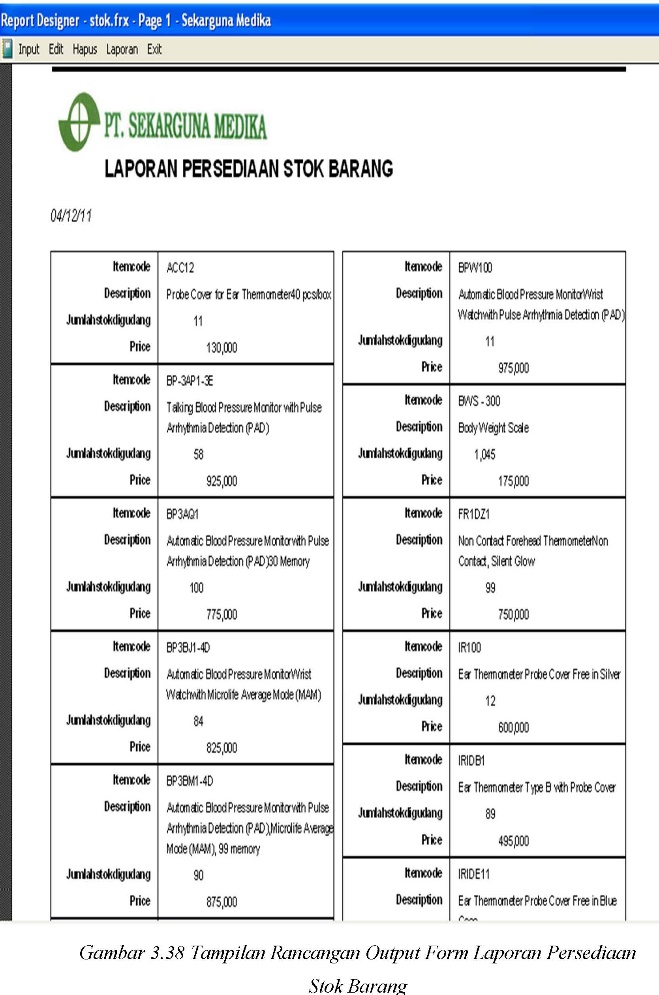 Report Designer - stok.frx - Page 1 - Sekarguna Medika
Input Edit Hapus Laporan Exit
PT. SEKARGUNA MEDIKA
LAPORAN PERSEDIAAN STOK BARANG
04/12/11
Itemcode ACC12
Description Probe Cover for Ear Thermometer40 pcs/box
Jumlahstokdigudang 11
Price 130,000
Itemcode BP-3AP1-3E
Description Talking Blood Pressure Monitor with Pulse
Arrhythmia Detection (PAD)
Jumlahstokdigudang 58
Price 925,000
Itemcode BP3AQ1
Description Automatic Blood Pressure Monitorwith Pulse
Arrhythmia Detection (PAD)30 Memory
Jumlahstokdigudang 100
Price 775,000
Itemcode BP3BJ1-4D
Description Automatic Blood Pressure MonitorWrist
Watchwith Microlife Average Mode (MAM)
Jumlahstokdigudang 84
Price 825,000
Itemcode BP3BM1-4D
Description Automatic Blood Pressure Monitorwith Pulse
Arrhythmia Detection (PAD),Microlife Average
Mode (MAM), 99 memory
Jumlahstokdigudang 90
Price 875,000
Itemcode BPW100
Description Automatic Blood Pressure MonitorWrist
Watchwith Pulse Arrhythmia Detection (PAD)
Jumlahstokdigudang 11
Price 975,000
Itemcode BWS - 300
Description Body Weight Scale
Jumlahstokdigudang 1,045
Price 175,000
Itemcode FR1DZ1
Description Non Contact Forehead ThermometerNon
Contact, Silent Glow
Jumlahstokdigudang 99
Price 750,000
Itemcode IR100
Description Ear Thermometer Probe Cover Free in Silver
Jumlahstokdigudang 12
Price 600,000
Itemcode IRIDB1
Description Ear Thermometer Type B with Probe Cover
Jumlahstokdigudang 89
Price 495,000
Itemcode IRIDE11
Description Ear Thermometer Probe Cover Free in Blue
Gambar 3.38 Tampilan Rancangan Output Form Laporan Persediaan
Stok Barang